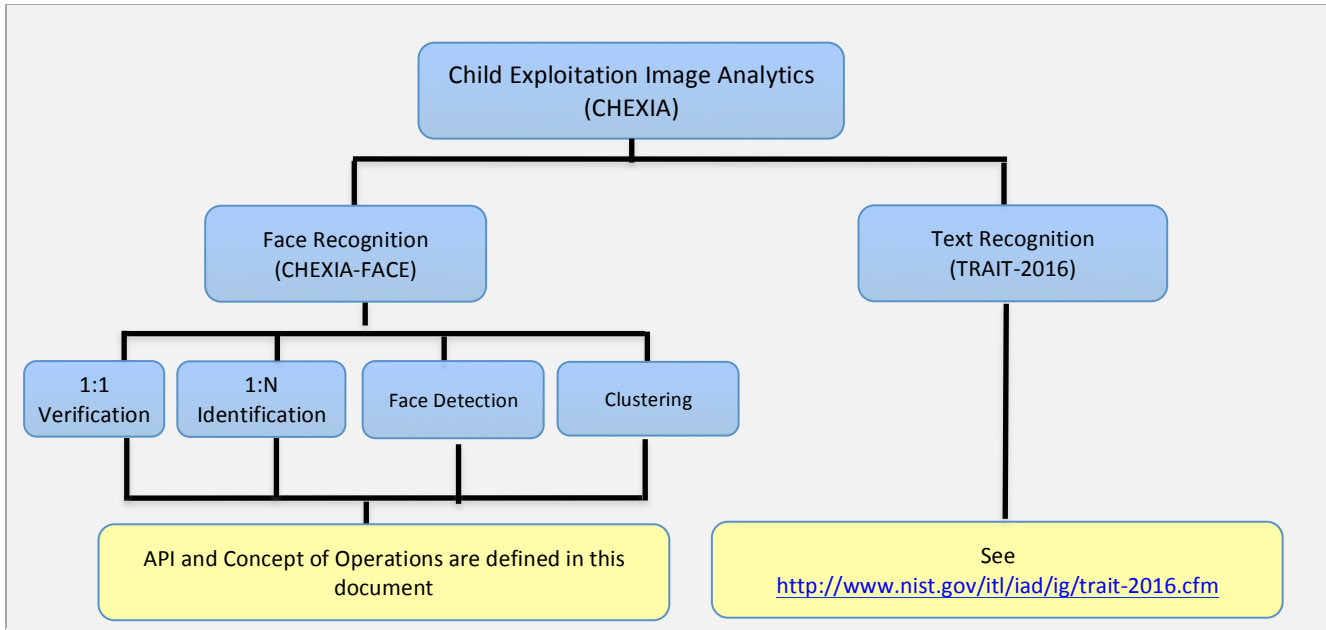 Child Exploitation Image Analytics
(CHEXIA)
Face Recognition
(CHEXIA-FACE)
Text Recognition
(TRAIT-2016)
1:1
Verification
1:N
Identification
Face Detection
Clustering
API and Concept of Operations are defined in this
document
See
http://www.nist.gov/itl/iad/ig/trait-2016.cfm